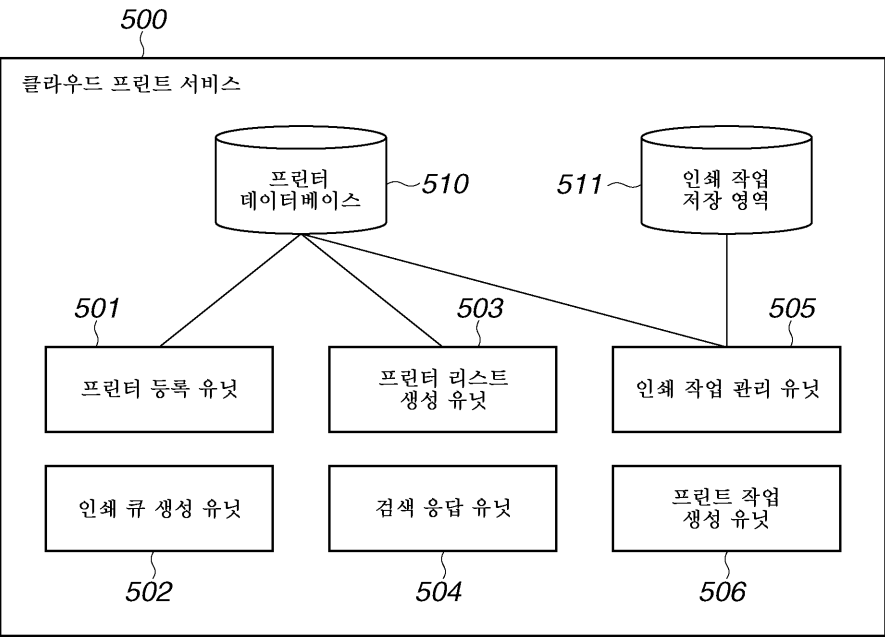 500
클라우드 프린트 서비스
프린터
데이터베이스
510
511
인쇄 작업
저장 영역
501
503
505
프린터 등록 유닛
프린터 리스트
생성 유닛
인쇄 작업 관리 유닛
인쇄 큐 생성 유닛
검색 응답 유닛
프린트 작업
생성 유닛
502
504
506